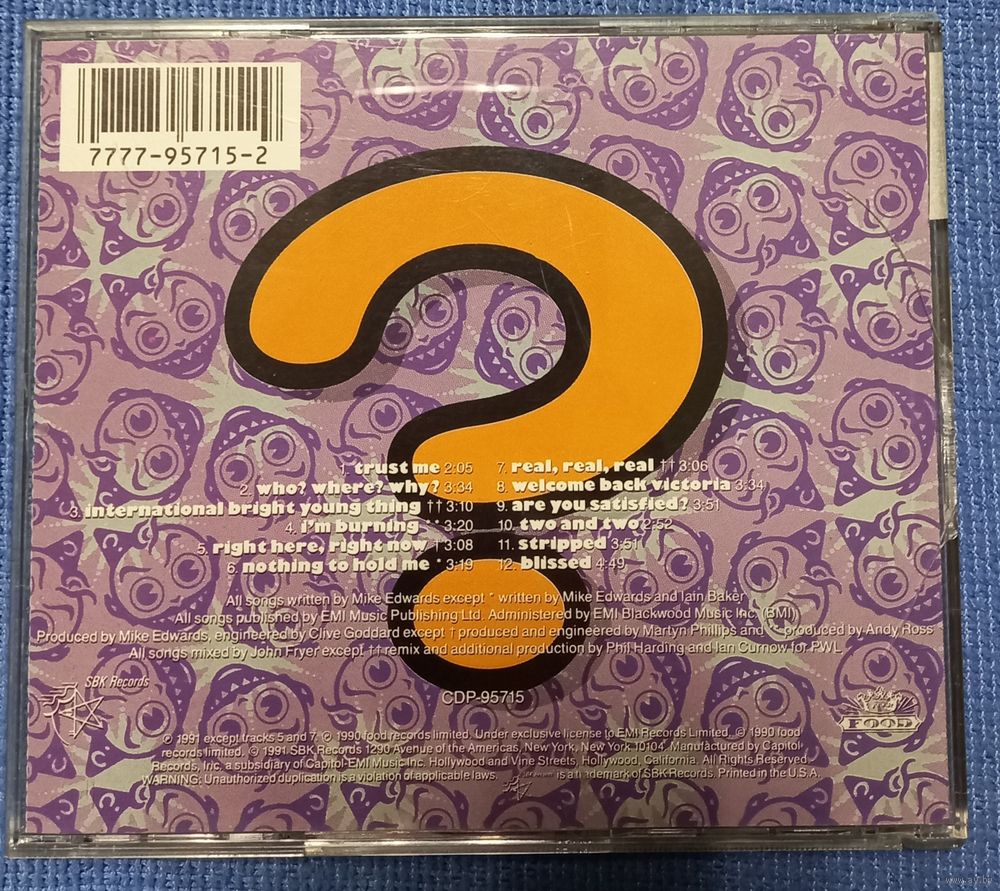 7777-95715-2
1. trust me 2:05
2. who? where? why? 3:34
3. international bright young thing †† 3:10
4. i'm burning ** 3:20
5. right here, right now † 3:08
6. nothing to hold me * 3:19
7. real, real, real †† 3:06
8. welcome back victoria 3:34
9. are you satisfied? 3:51
10. two and two 2:52
11. stripped 3:51
12. blissed 4:49
All songs written by Mike Edwards except * written by Mike Edwards and Iain Baker
All songs published by EMI Music Publishing Ltd. Administered by EMI Blackwood Music Inc. (BMI)
Produced by Mike Edwards, engineered by Clive Goddard except † produced and engineered by Martyn Phillips and produced by Andy Ross
All songs mixed by John Fryer except †† remix and additional production by Phil Harding and Ian Curnow for PWL
SBK Records
CDP-95715
FOOD
℗ 1991 except tracks 5 and 7. ℗ 1990 food records limited. Under exclusive license to EMI Records Limited. © 1990 food
records limited. © 1991 SBK Records 1290 Avenue of the Americas, New York, New York 10104. Manufactured by Capitol
Records, Inc., a subsidiary of Capitol-EMI Music Inc. Hollywood and Vine Streets, Hollywood, California. All Rights Reserved
WARNING: Unauthorized duplication is a violation of applicable laws. SBK Records is a trademark of SBK Records. Printed in the U.S.A.
www.ay.by